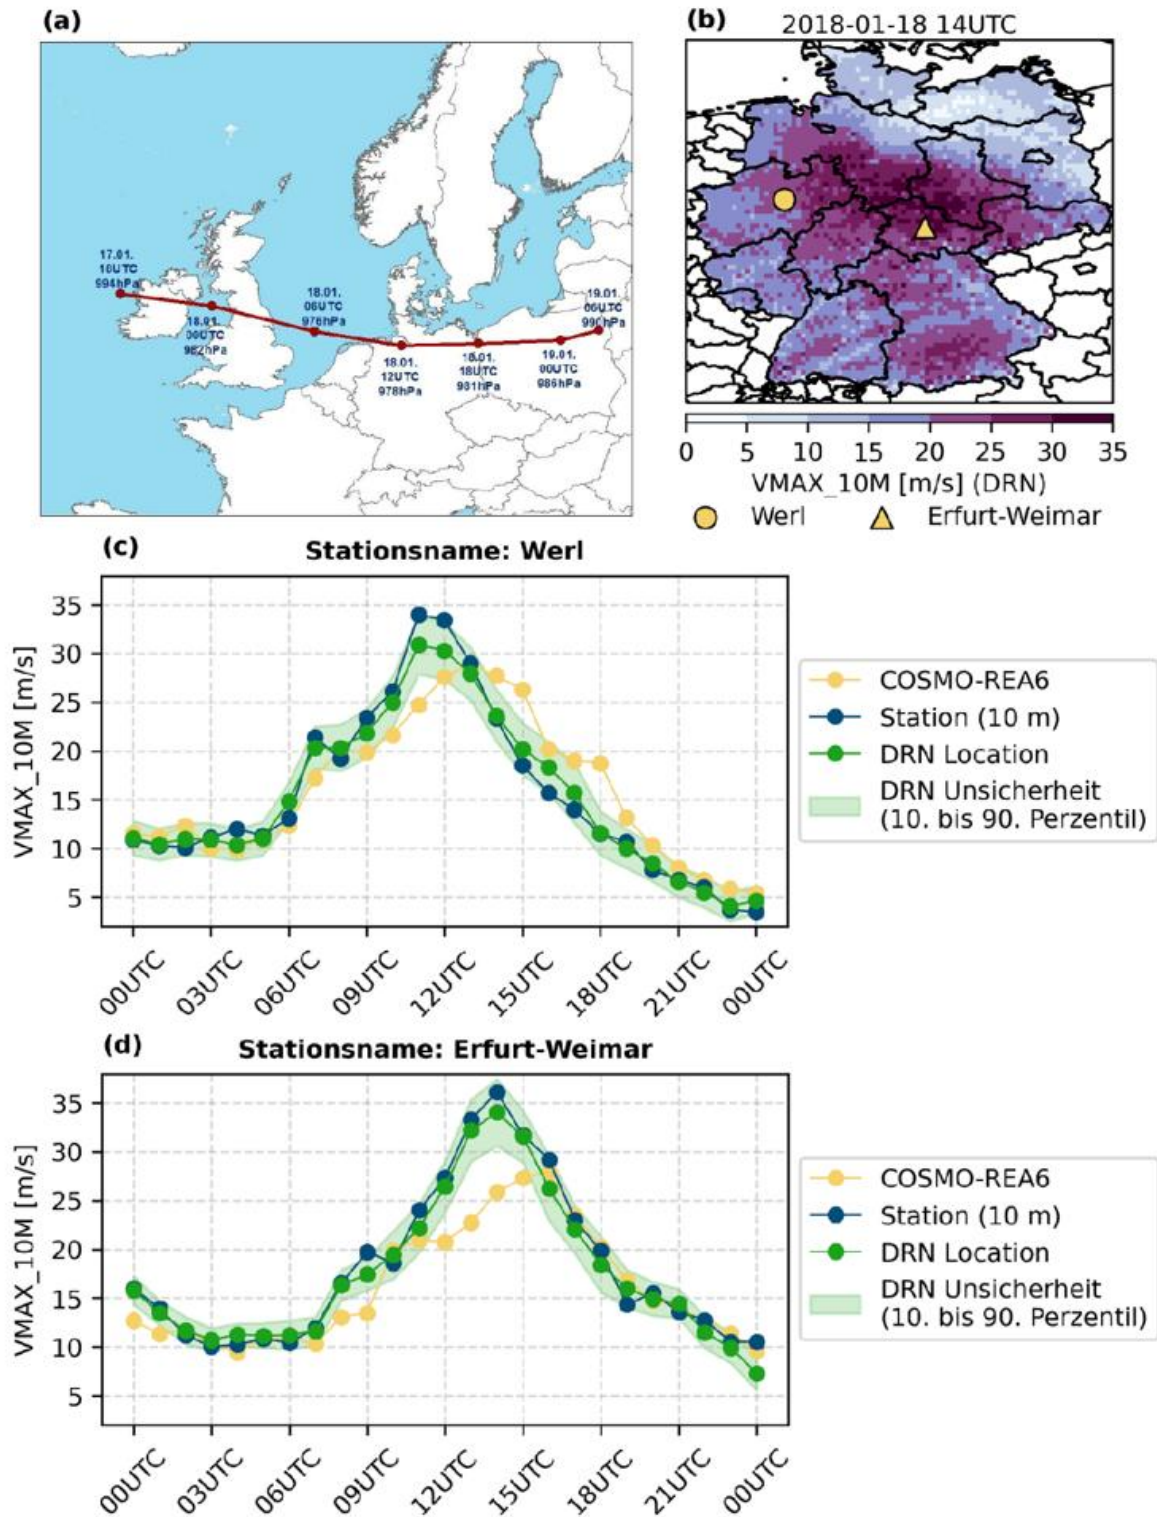 (a)
17.01.
18UTC
994hPa
18.01.
00UTC
982hPa
18.01.
06UTC
976hPa
18.01.
12UTC
978hPa
18.01.
18UTC
981hPa
19.01.
00UTC
986hPa
19.01.
06UTC
990hPa
(b)
2018-01-18 14UTC
0 5 10 15 20 25 30 35
VMAX_10M [m/s] (DRN)
Werl Erfurt-Weimar
(c)
Stationsname: Werl
VMAX_10M [m/s]
35
30
25
20
15
10
5
00UTC 03UTC 06UTC 09UTC 12UTC 15UTC 18UTC 21UTC 00UTC
COSMO-REA6
Station (10 m)
DRN Location
DRN Unsicherheit
(10. bis 90. Perzentil)
(d)
Stationsname: Erfurt-Weimar
VMAX_10M [m/s]
35
30
25
20
15
10
5
00UTC 03UTC 06UTC 09UTC 12UTC 15UTC 18UTC 21UTC 00UTC
COSMO-REA6
Station (10 m)
DRN Location
DRN Unsicherheit
(10. bis 90. Perzentil)